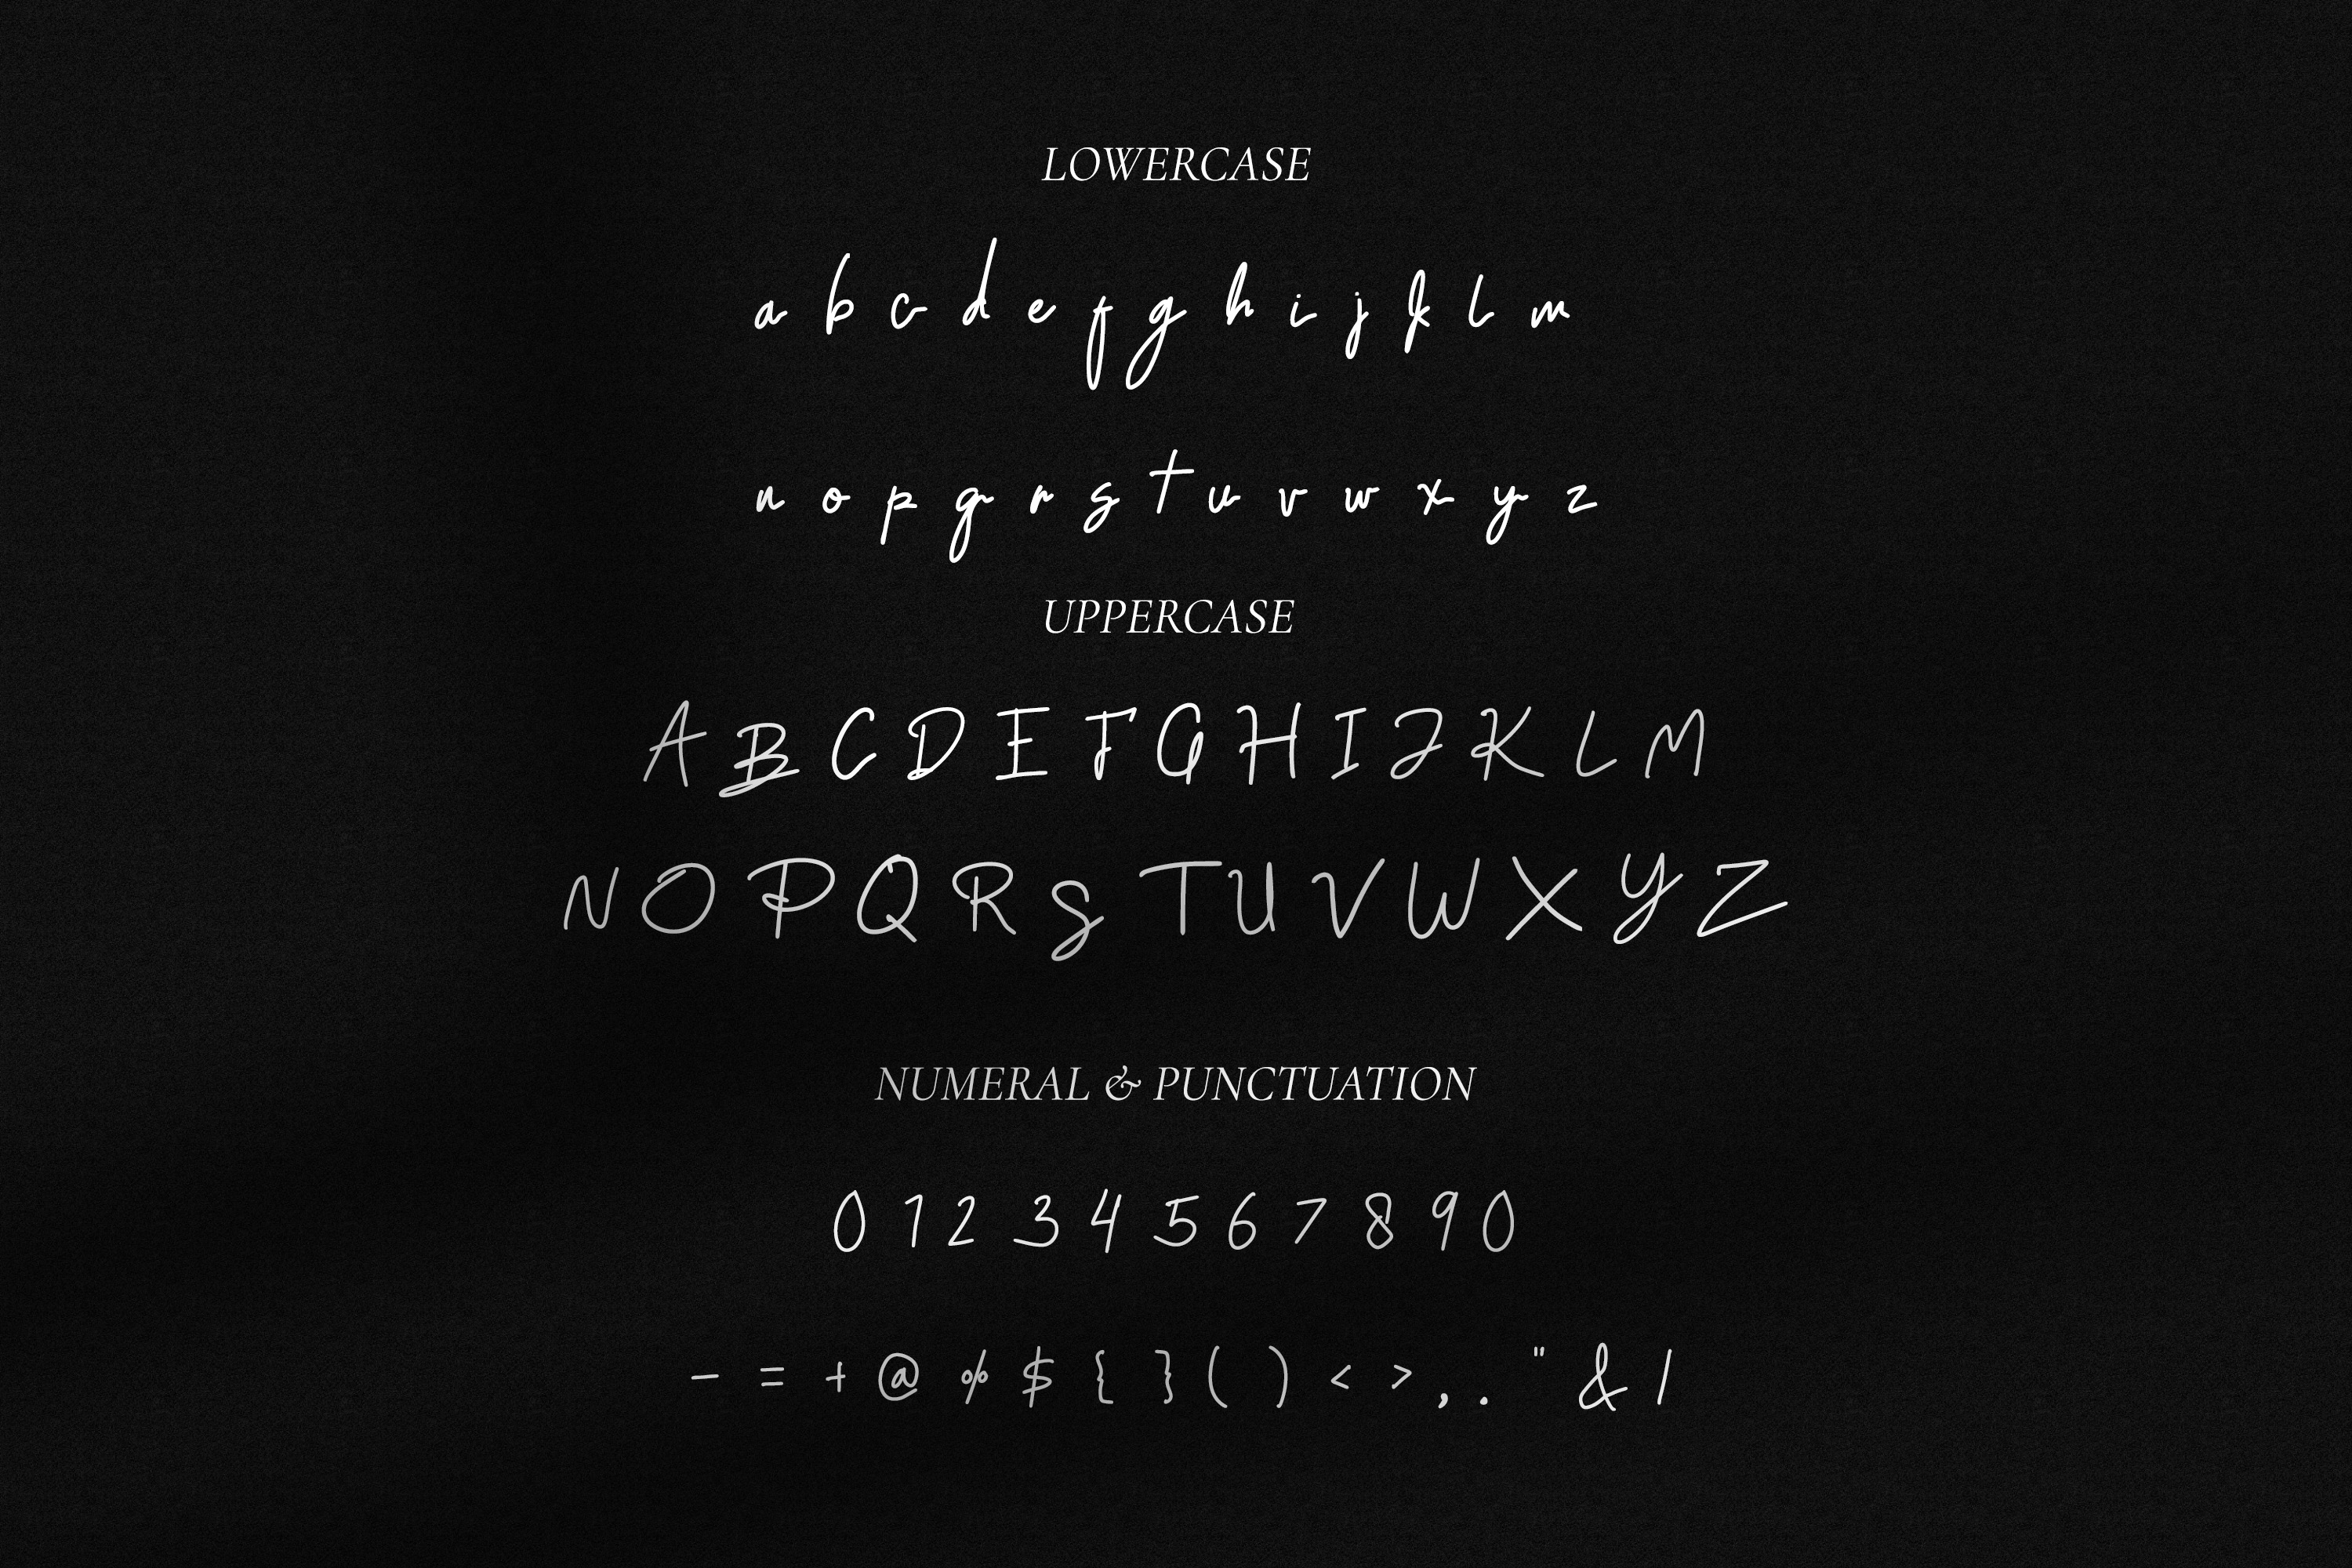 LOWERCASE
a b c d e f g h i j k l m
n o p q r s t u v w x y z
UPPERCASE
A B C D E F G H I J K L M
N O P Q R S T U V W X Y Z
NUMERAL & PUNCTUATION
0 1 2 3 4 5 6 7 8 9 0
- = + @ % $ { } ( ) < > , . " & /